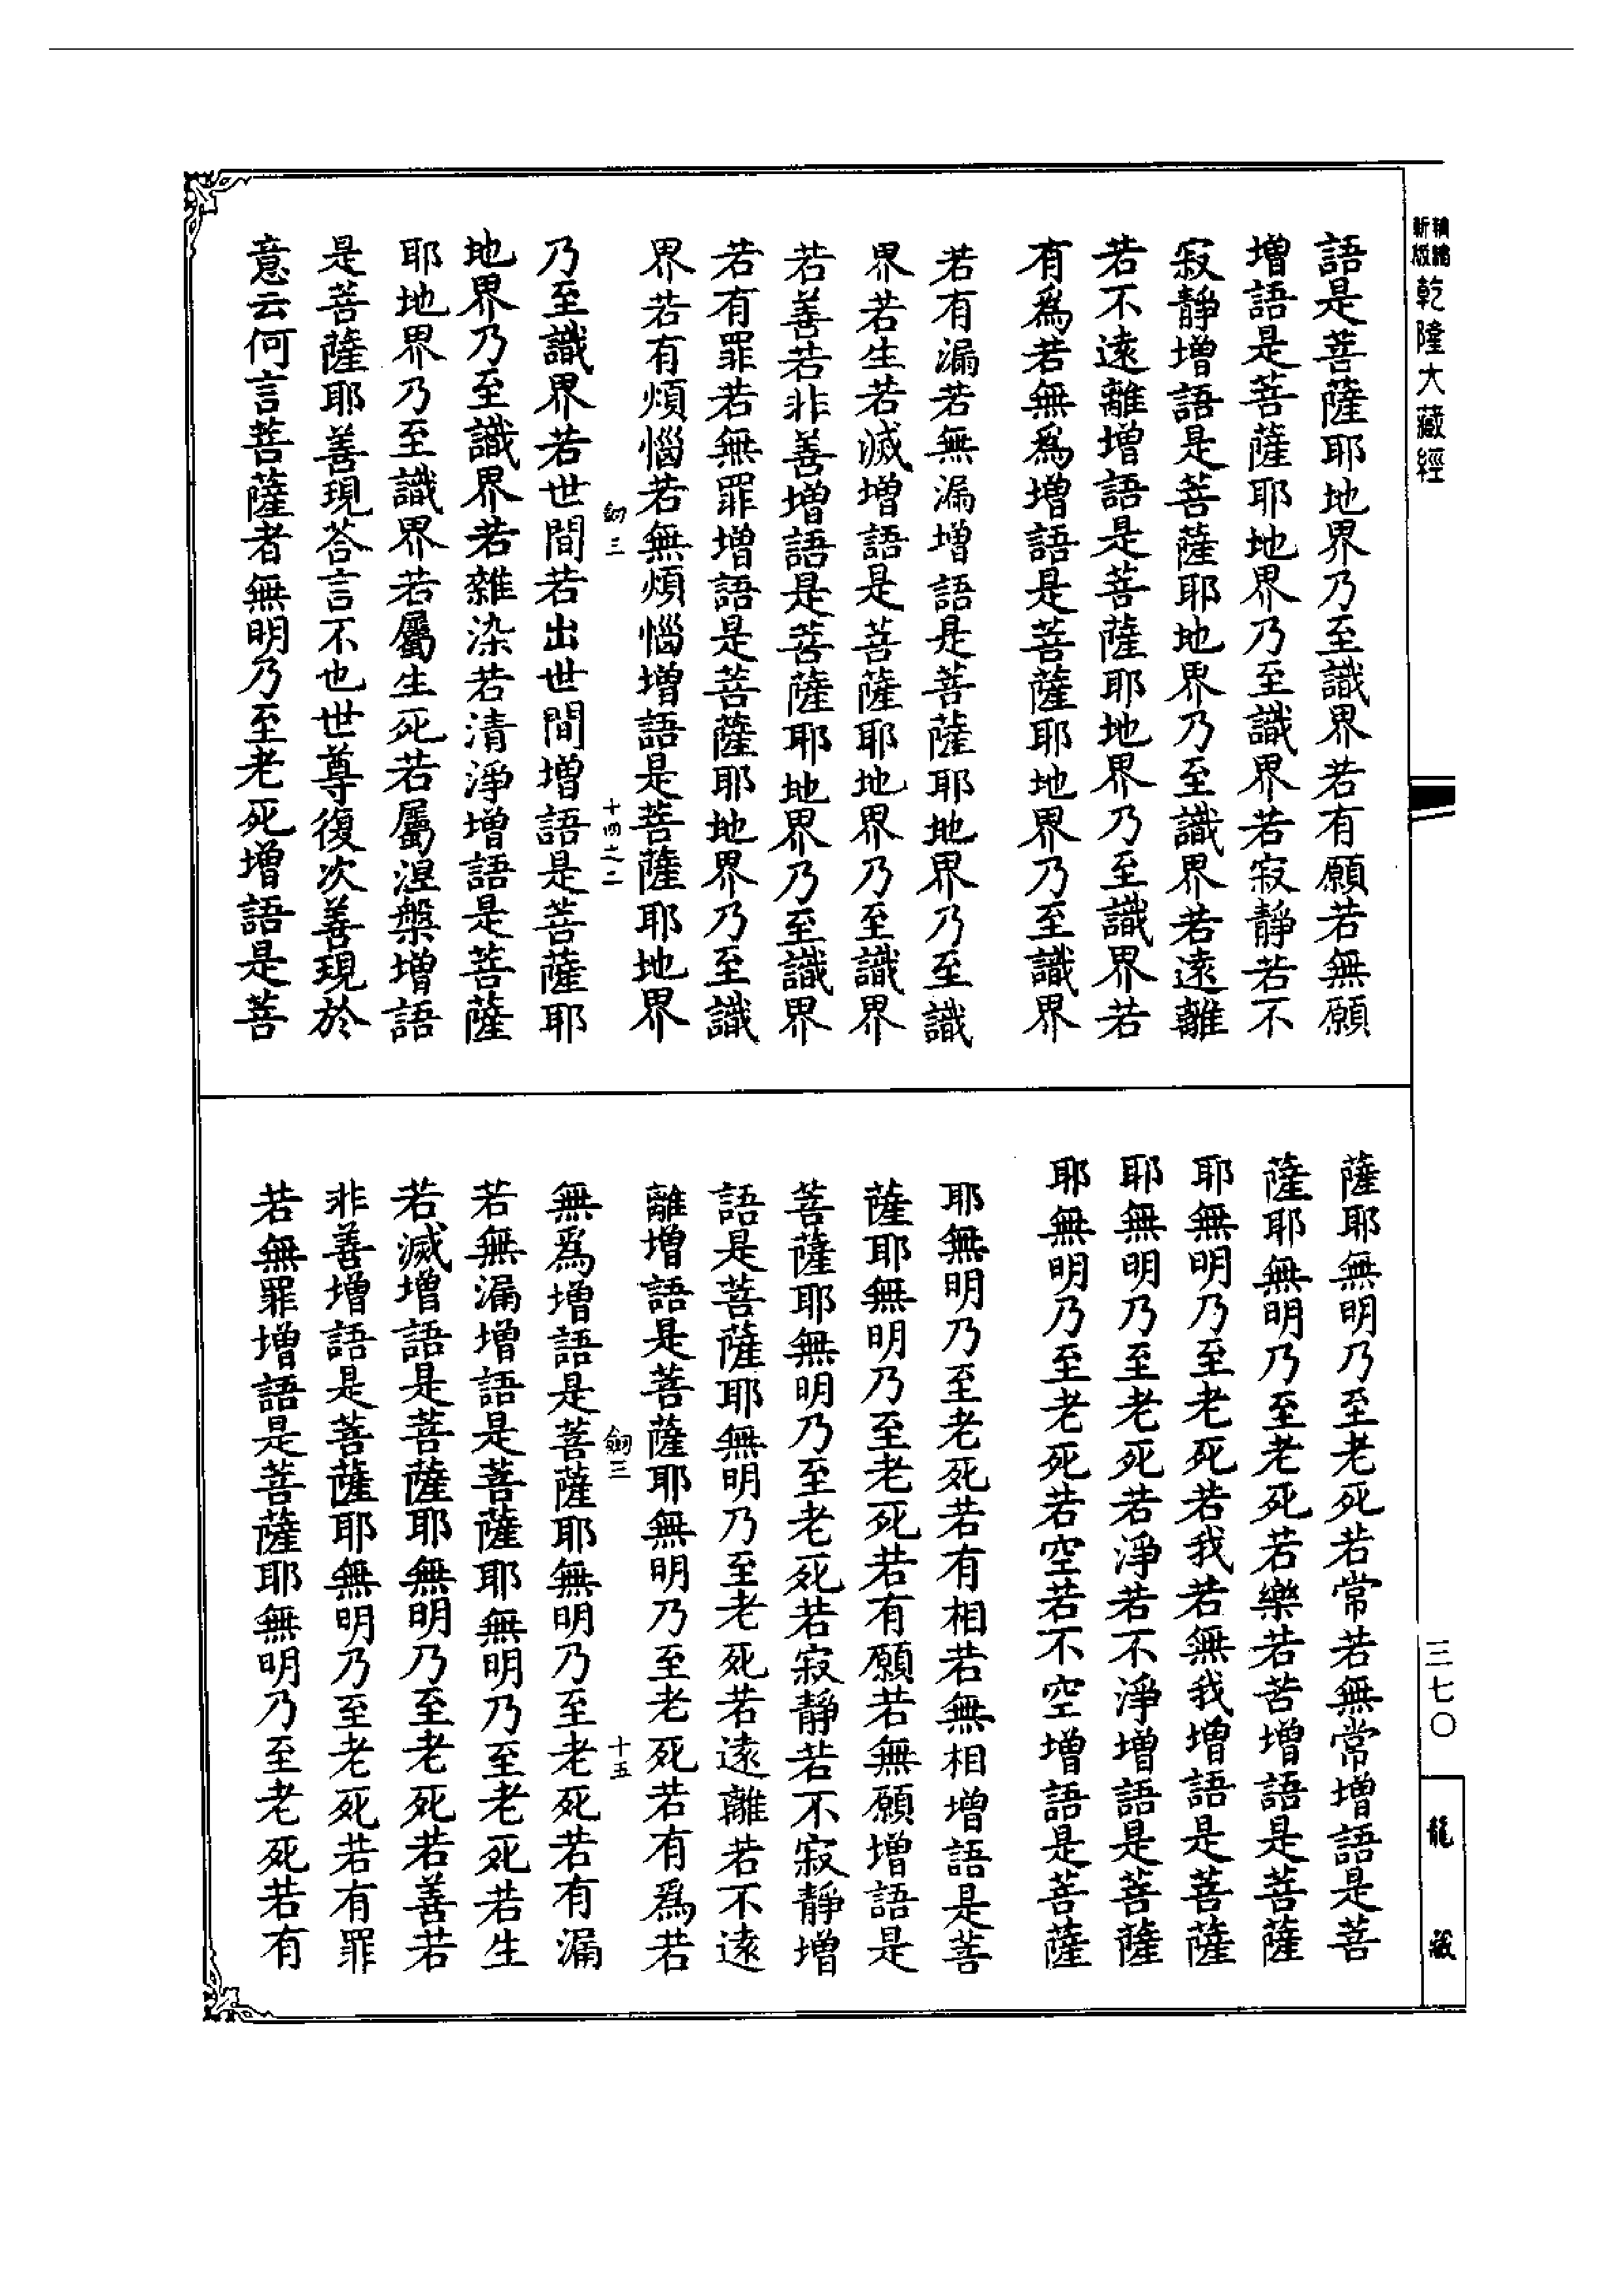 新版精縮乾隆大藏經
三七〇
龍藏
語是菩薩耶地界乃至識界若有願若無願
增語是菩薩耶地界乃至識界若寂靜若不
寂靜增語是菩薩耶地界乃至識界若遠離
若不遠離增語是菩薩耶地界乃至識界若
有爲若無爲增語是菩薩耶地界乃至識界
若有漏若無漏增語是菩薩耶地界乃至識
界若生若滅增語是菩薩耶地界乃至識界
若善若非善增語是菩薩耶地界乃至識界
若有罪若無罪增語是菩薩耶地界乃至識
界若有煩惱若無煩惱增語是菩薩耶地界
三 十四之二
乃至識界若世間若出世間增語是菩薩耶
地界乃至識界若雜染若清淨增語是菩薩
耶地界乃至識界若屬生死若屬涅槃增語
是菩薩耶善現荅言不也世尊復次善現於
意云何言菩薩者無明乃至老死增語是菩
薩耶無明乃至老死若常若無常增語是菩
薩耶無明乃至老死若樂若苦增語是菩薩
耶無明乃至老死若我若無我增語是菩薩
耶無明乃至老死若淨若不淨增語是菩薩
耶無明乃至老死若空若不空增語是菩薩
耶無明乃至老死若有相若無相增語是菩
薩耶無明乃至老死若有願若無願增語是
菩薩耶無明乃至老死若寂靜若不寂靜增
語是菩薩耶無明乃至老死若遠離若不遠
離增語是菩薩耶無明乃至老死若有爲若
三 十五
無爲增語是菩薩耶無明乃至老死若有漏
若無漏增語是菩薩耶無明乃至老死若生
若滅增語是菩薩耶無明乃至老死若善若
非善增語是菩薩耶無明乃至老死若有罪
若無罪增語是菩薩耶無明乃至老死若有